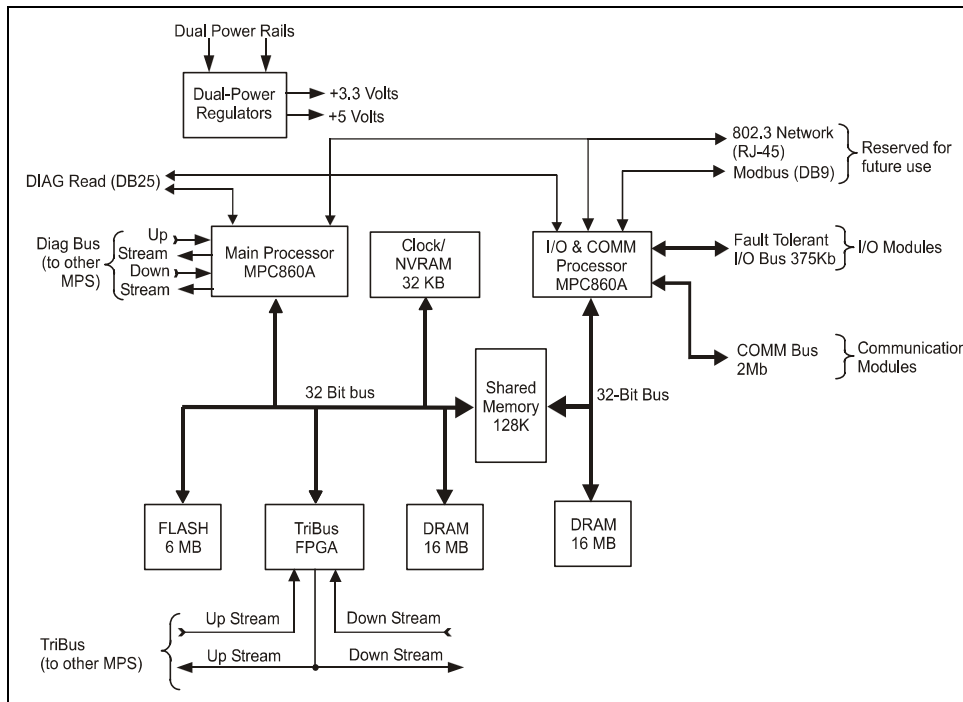 Dual Power Rails
Dual-Power
Regulators
+3.3 Volts
+5 Volts
802.3 Network
(RJ-45)
Modbus (DB9)
Reserved for
future use
DIAG Read (DB25)
Diag Bus
(to other
MPS)
Up
Stream
Down
Stream
Main Processor
MPC860A
Clock/
NVRAM
32 KB
I/O & COMM
Processor
MPC860A
Fault Tolerant
I/O Bus 375Kb
I/O Modules
COMM Bus
2Mb
Communication
Modules
32 Bit bus
Shared
Memory
128K
32-Bit Bus
FLASH
6 MB
TriBus
FPGA
DRAM
16 MB
DRAM
16 MB
TriBus
(to other MPS)
Up Stream
Down Stream
Up Stream
Down Stream